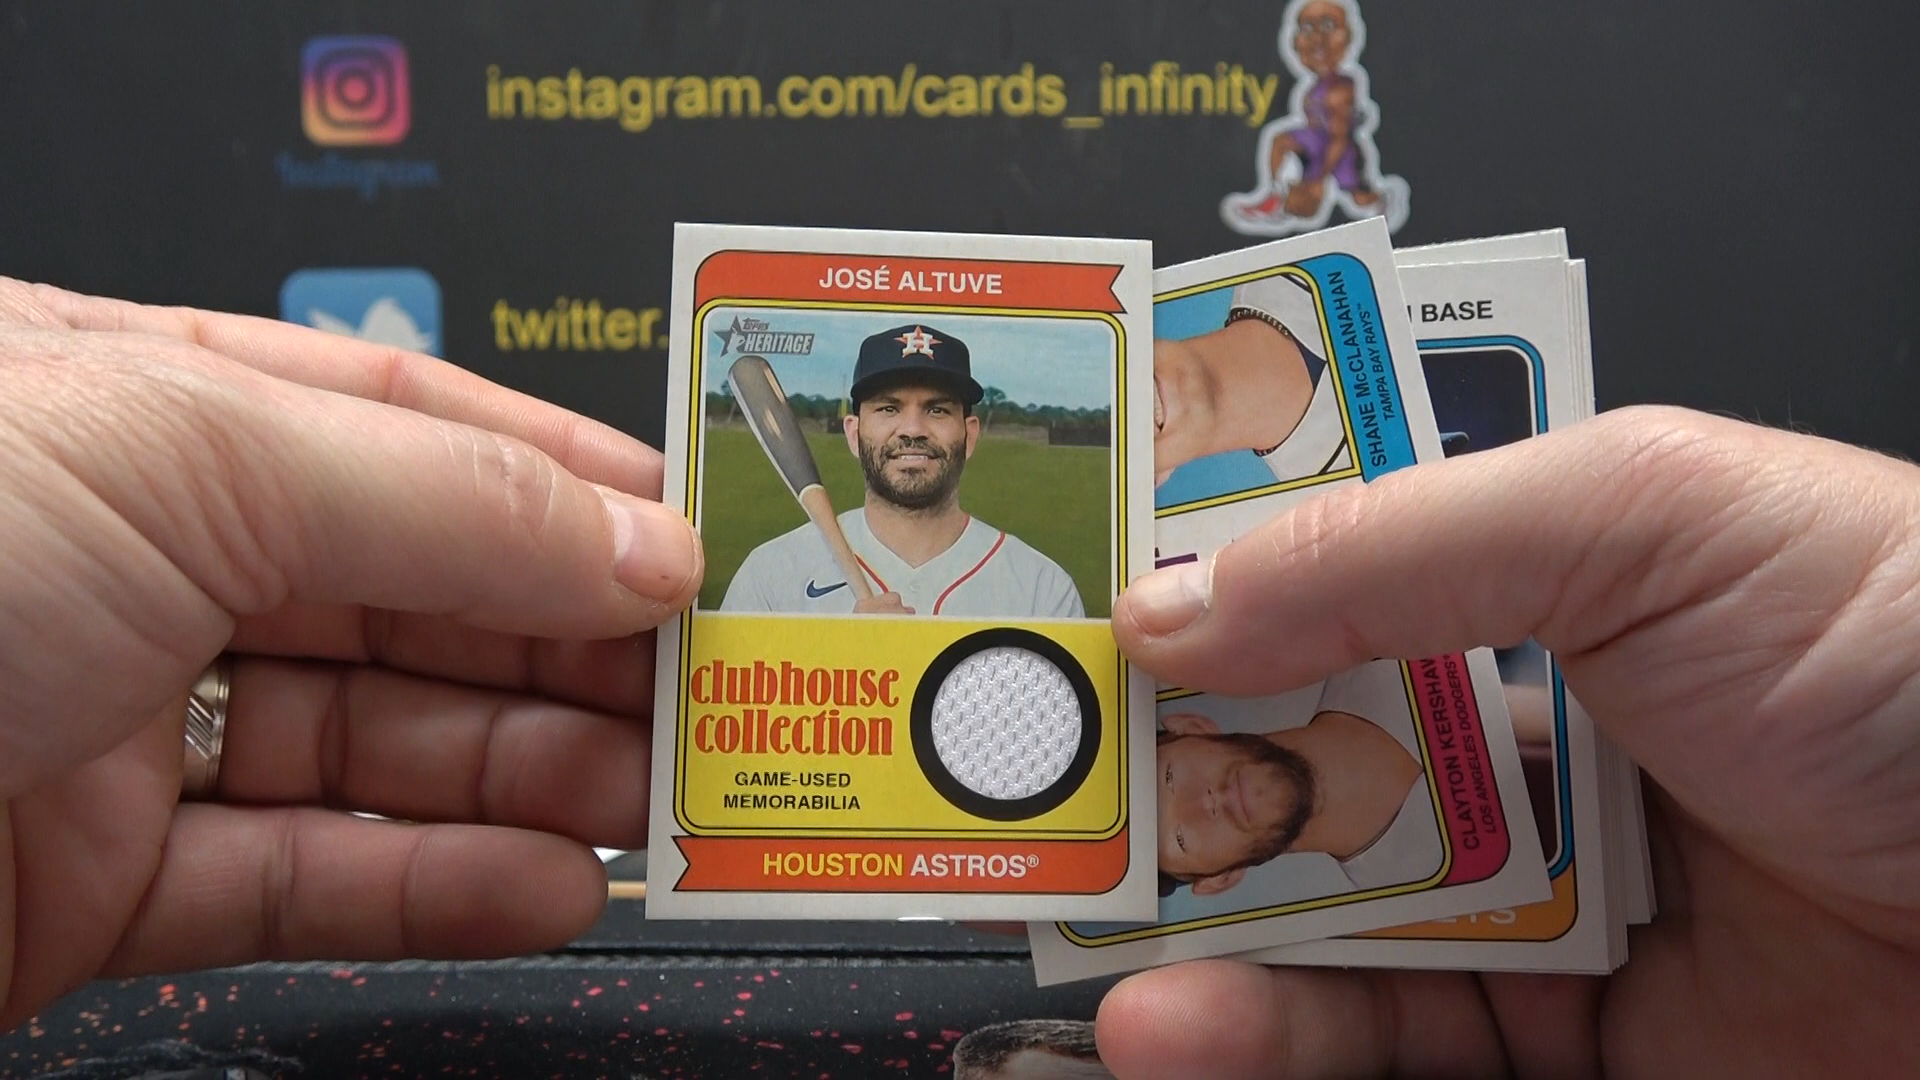 instagram.com/cards_infinity
Instagram
twitter.
JOSÉ ALTUVE
TOPPS
HERITAGE
clubhouse
collection
GAME-USED
MEMORABILIA
HOUSTON ASTROS®
SHANE McCLANAHAN
TAMPA BAY RAYS™
BASE
CLAYTON KERSHAW
LOS ANGELES DODGERS®